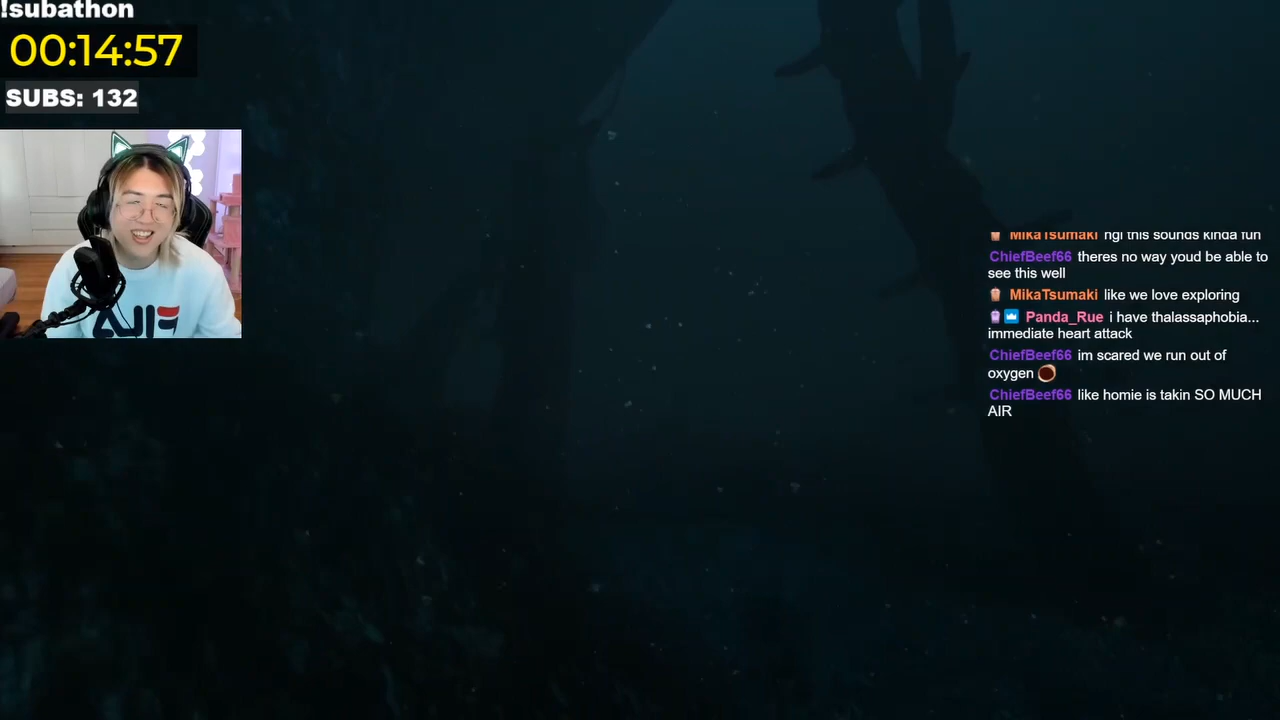 !subathon
00:14:57
SUBS: 132
MikaTsumaki ngl this sounds kinda fun
ChiefBeef66 theres no way youd be able to
see this well
MikaTsumaki like we love exploring
Panda_Rue i have thalassaphobia...
immediate heart attack
ChiefBeef66 im scared we run out of
oxygen
ChiefBeef66 like homie is takin SO MUCH
AIR